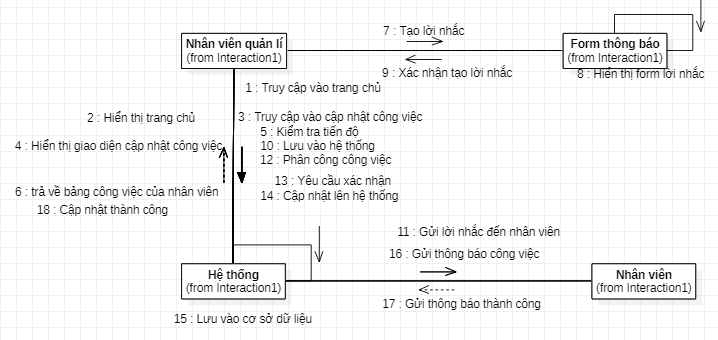 7 : Tạo lời nhắc
Nhân viên quản lí
(from Interaction1)
Form thông báo
(from Interaction1)
9 : Xác nhận tạo lời nhắc
8 : Hiển thị form lời nhắc
1 : Truy cập vào trang chủ
2 : Hiển thị trang chủ
3 : Truy cập vào cập nhật công việc
5 : Kiểm tra tiến độ
4 : Hiển thị giao diện cập nhật công việc
10 : Lưu vào hệ thống
12 : Phân công công việc
13 : Yêu cầu xác nhận
6 : trả về bảng công việc của nhân viên
14 : Cập nhật lên hệ thống
18 : Cập nhật thành công
11 : Gửi lời nhắc đến nhân viên
16 : Gửi thông báo công việc
Hệ thống
(from Interaction1)
Nhân viên
(from Interaction1)
17 : Gửi thông báo thành công
15 : Lưu vào cơ sở dữ liệu